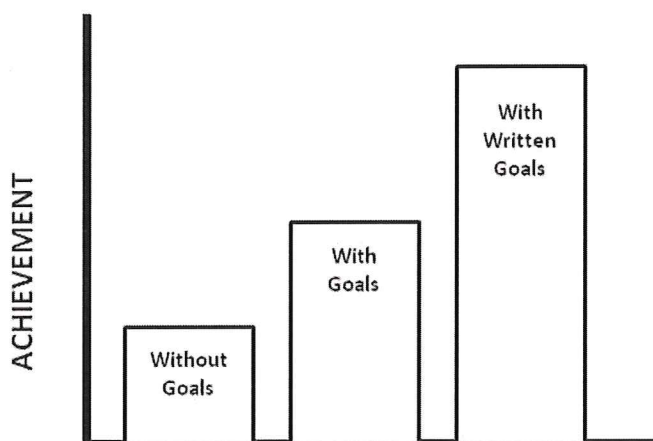 ACHIEVEMENT
With
Written
Goals
With
Goals
Without
Goals